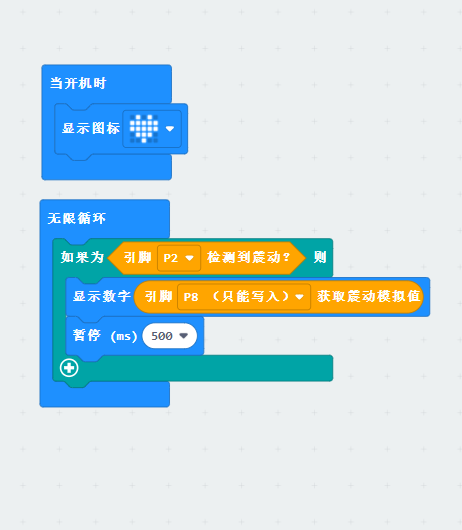 当开机时
显示图标
无限循环
如果为 引脚 P2 检测到震动? 则
显示数字 引脚 P8 （只能写入） 获取震动模拟值
暂停 (ms) 500